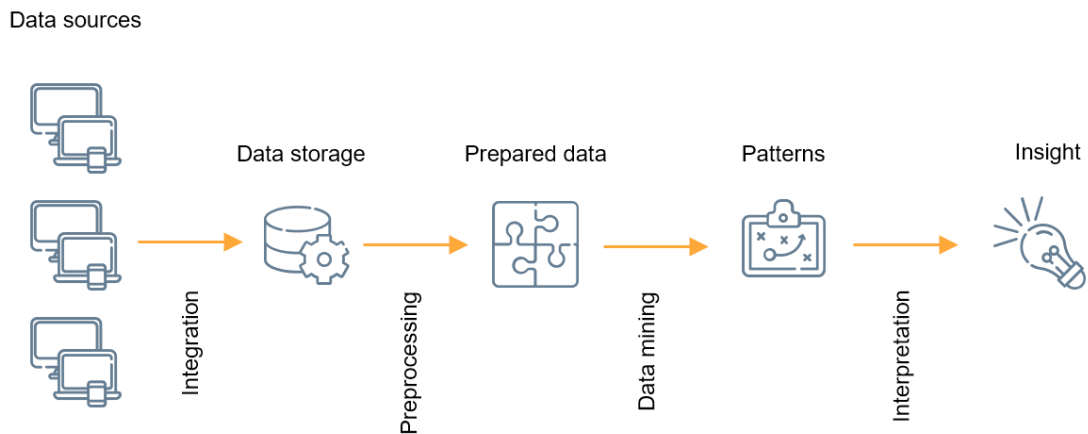 Data sources
Data storage
Prepared data
Patterns
Insight
Integration
Preprocessing
Data mining
Interpretation